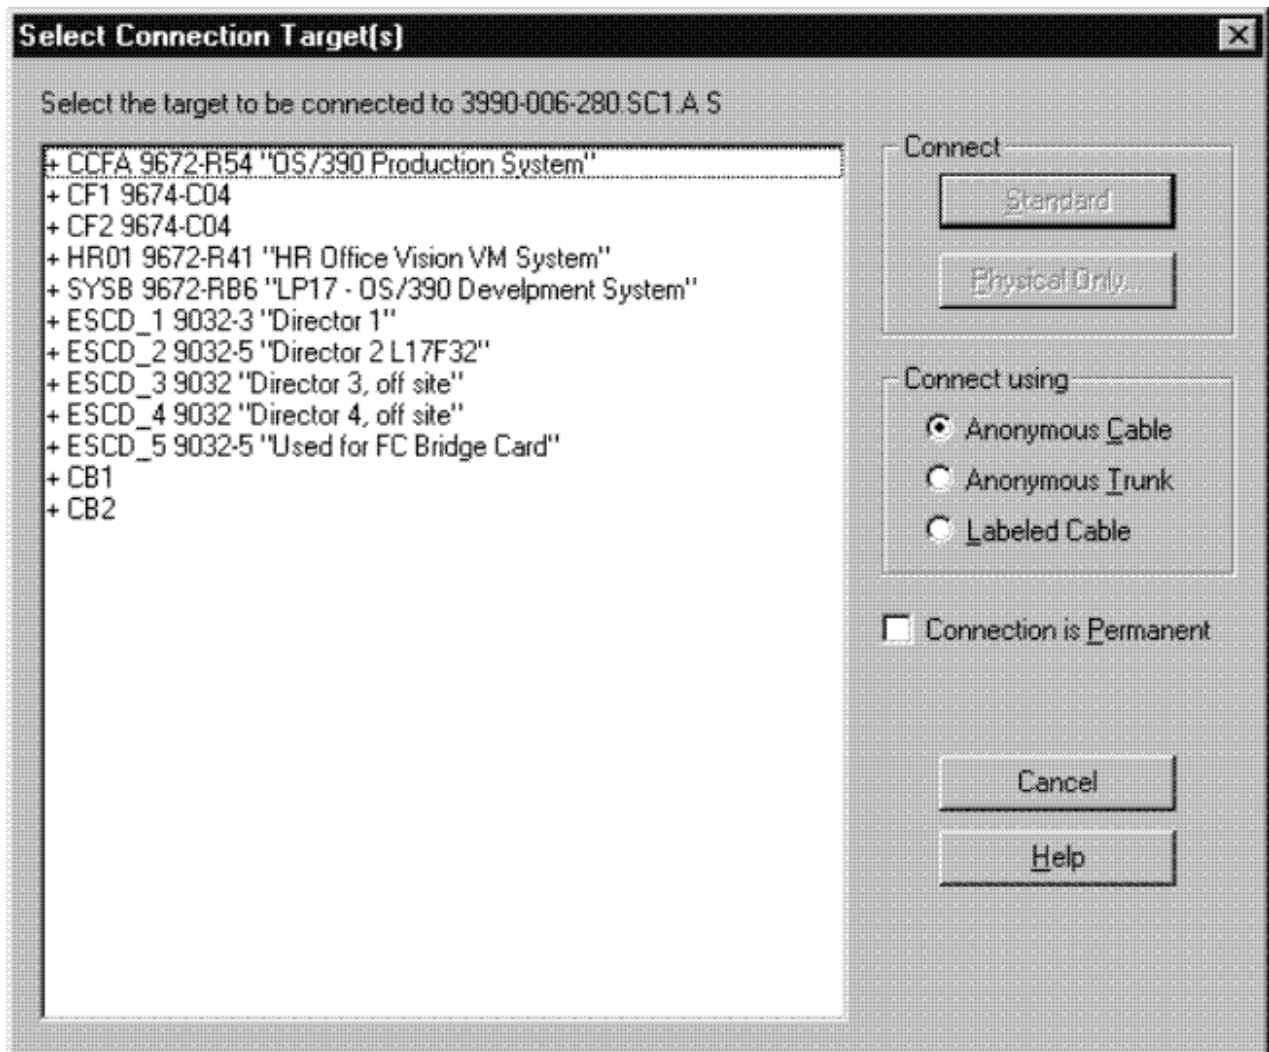 Select Connection Target(s)
Select the target to be connected to 3990-006-280.SC1.A S
+ CCFA 9672-R54 "OS/390 Production System"
+ CF1 9674-C04
+ CF2 9674-C04
+ HR01 9672-R41 "HR Office Vision VM System"
+ SYSB 9672-RB6 "LP17 - OS/390 Develpment System"
+ ESCD_1 9032-3 "Director 1"
+ ESCD_2 9032-5 "Director 2 L17F32"
+ ESCD_3 9032 "Director 3, off site"
+ ESCD_4 9032 "Director 4, off site"
+ ESCD_5 9032-5 "Used for FC Bridge Card"
+ CB1
+ CB2
Connect
Standard
Physical Only...
Connect using
Anonymous Cable
Anonymous Trunk
Labeled Cable
Connection is Permanent
Cancel
Help